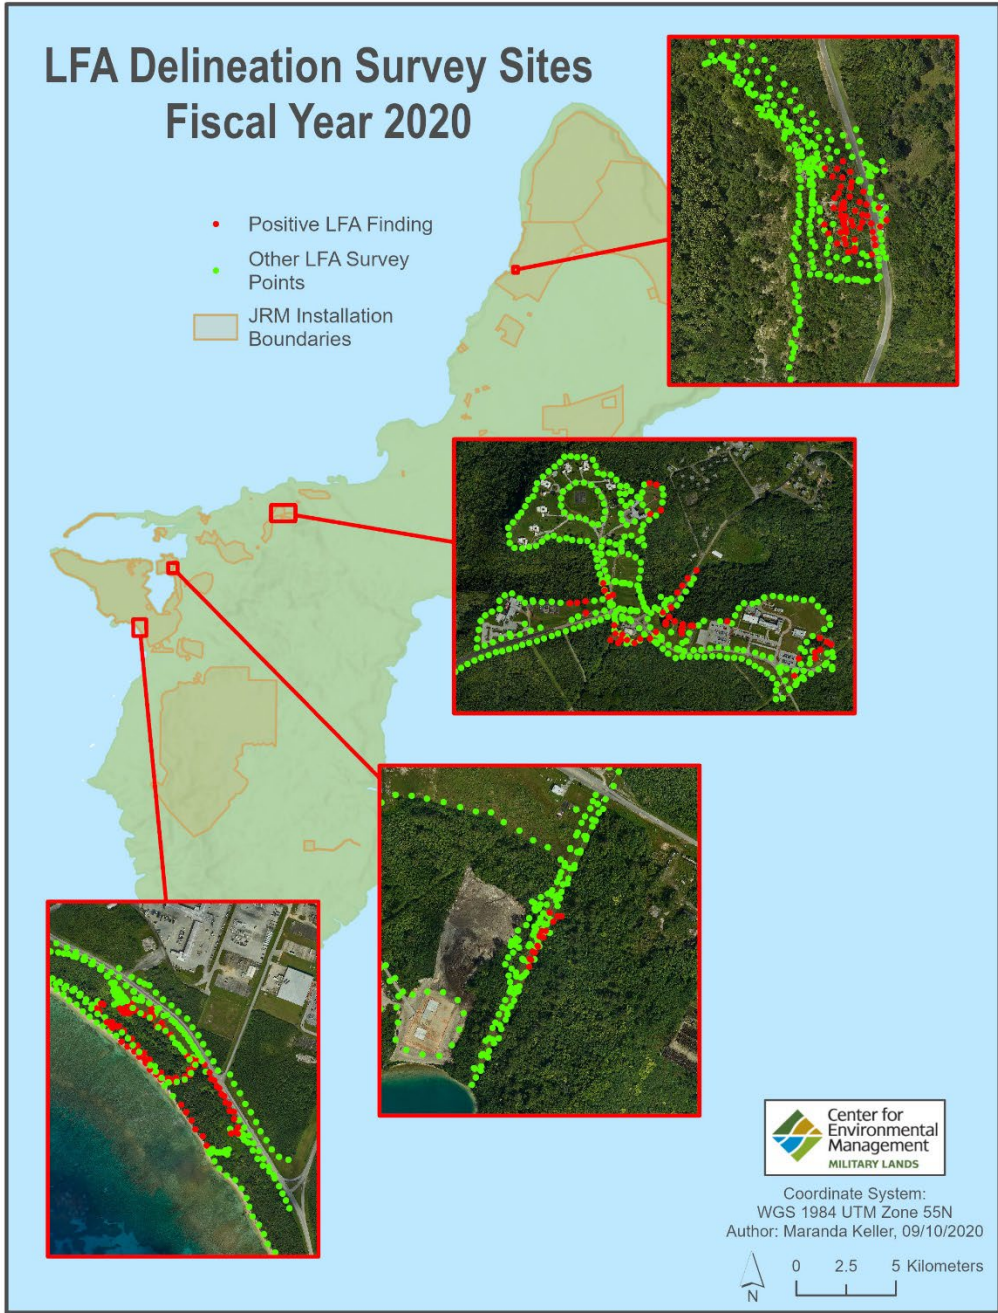 LFA Delineation Survey Sites
Fiscal Year 2020
Positive LFA Finding
Other LFA Survey
Points
JRM Installation
Boundaries
Center for
Environmental
Management
MILITARY LANDS
Coordinate System:
WGS 1984 UTM Zone 55N
Author: Maranda Keller, 09/10/2020
N
0 2.5 5 Kilometers